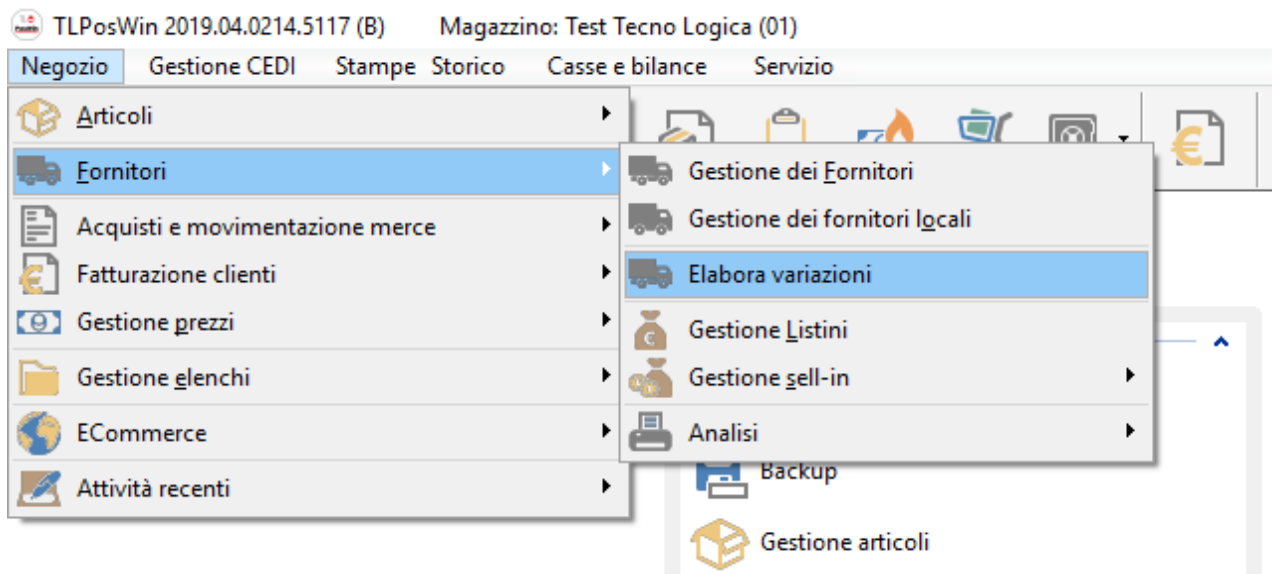 TLPosWin 2019.04.0214.5117 (B) Magazzino: Test Tecno Logica (01)
Negozio Gestione CEDI Stampe Storico Casse e bilance Servizio
Articoli
Fornitori
Acquisti e movimentazione merce
Fatturazione clienti
Gestione prezzi
Gestione elenchi
ECommerce
Attività recenti
Gestione dei Fornitori
Gestione dei fornitori locali
Elabora variazioni
Gestione Listini
Gestione sell-in
Analisi
Backup
Gestione articoli